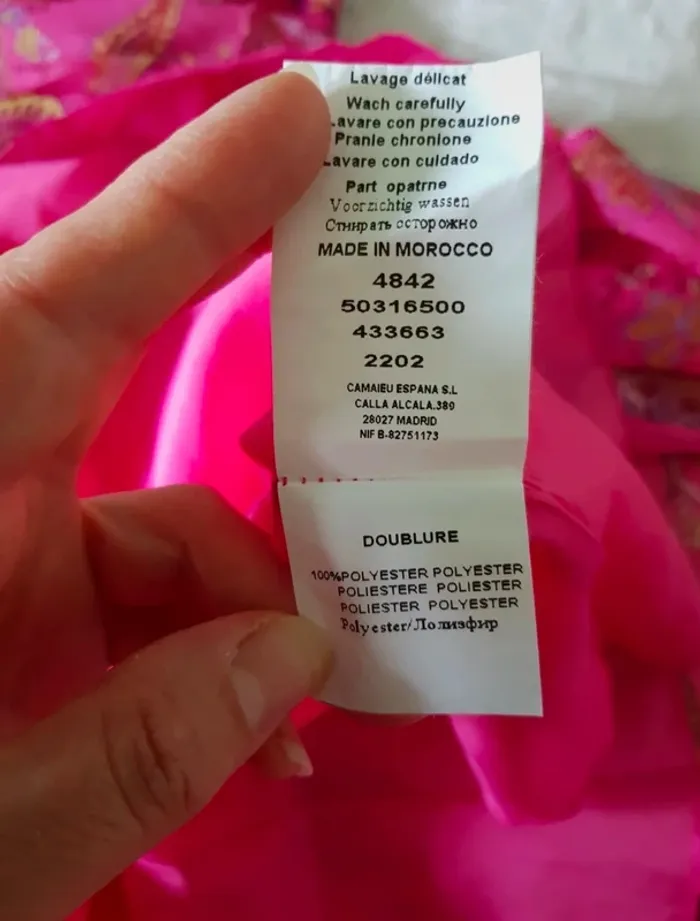 Lavage délicat
Wach carefully
Lavare con precauzione
Pranie chronione
Lavare con cuidado
Part opatrne
Voorzichtig wassen
Стирать осторожно
MADE IN MOROCCO
4842
50316500
433663
2202
CAMAIEU ESPANA S.L
CALLA ALCALA.389
28027 MADRID
NIF B-82751173
DOUBLURE
100%POLYESTER POLYESTER
POLIESTERE POLIESTER
POLIESTER POLYESTER
Polyester/Лолиэфир